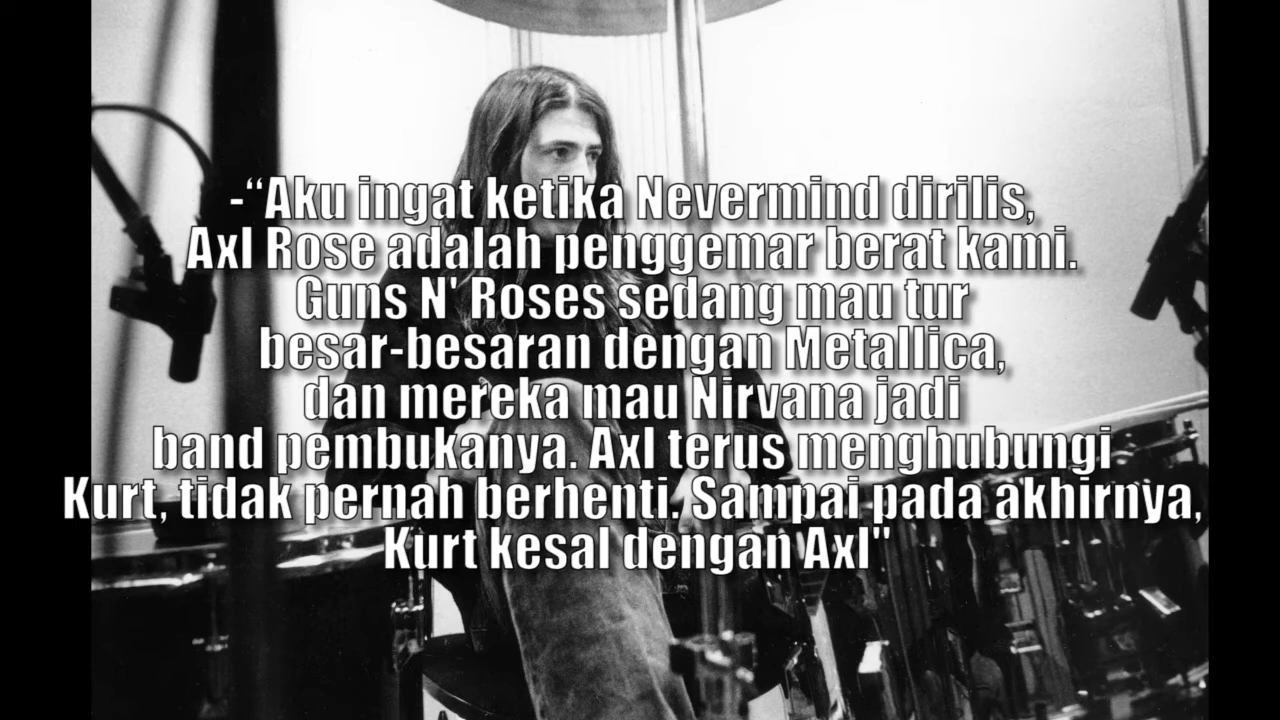 -“Aku ingat ketika Nevermind dirilis,
Axl Rose adalah penggemar berat kami.
Guns N' Roses sedang mau tur
besar-besaran dengan Metallica,
dan mereka mau Nirvana jadi
band pembukanya. Axl terus menghubungi
Kurt, tidak pernah berhenti. Sampai pada akhirnya,
Kurt kesal dengan Axl"